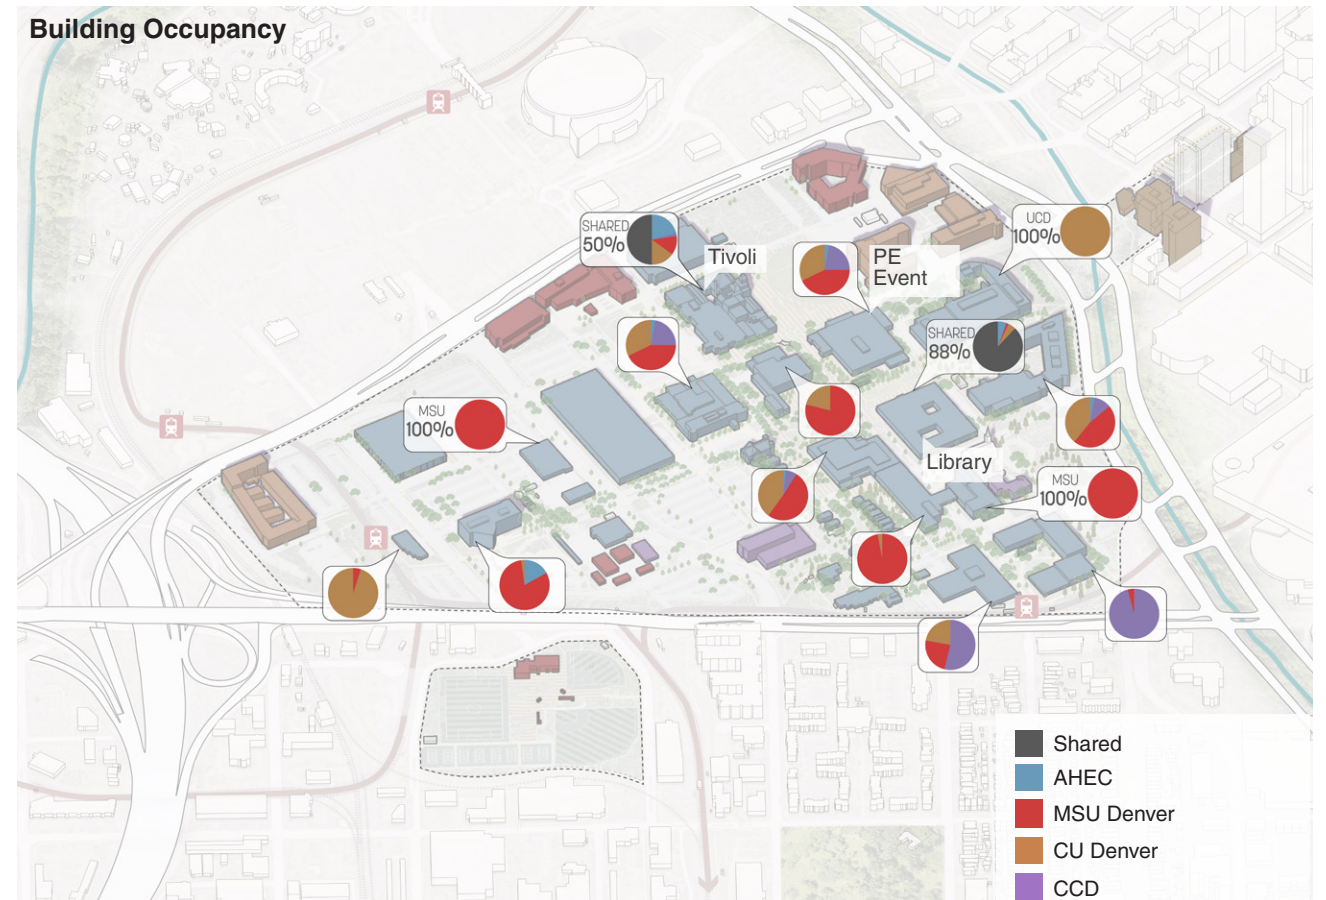 Building Occupancy
SHARED
50%
Tivoli
PE
Event
UCD
100%
SHARED
88%
MSU
100%
Library
MSU
100%
Shared
AHEC
MSU Denver
CU Denver
CCD